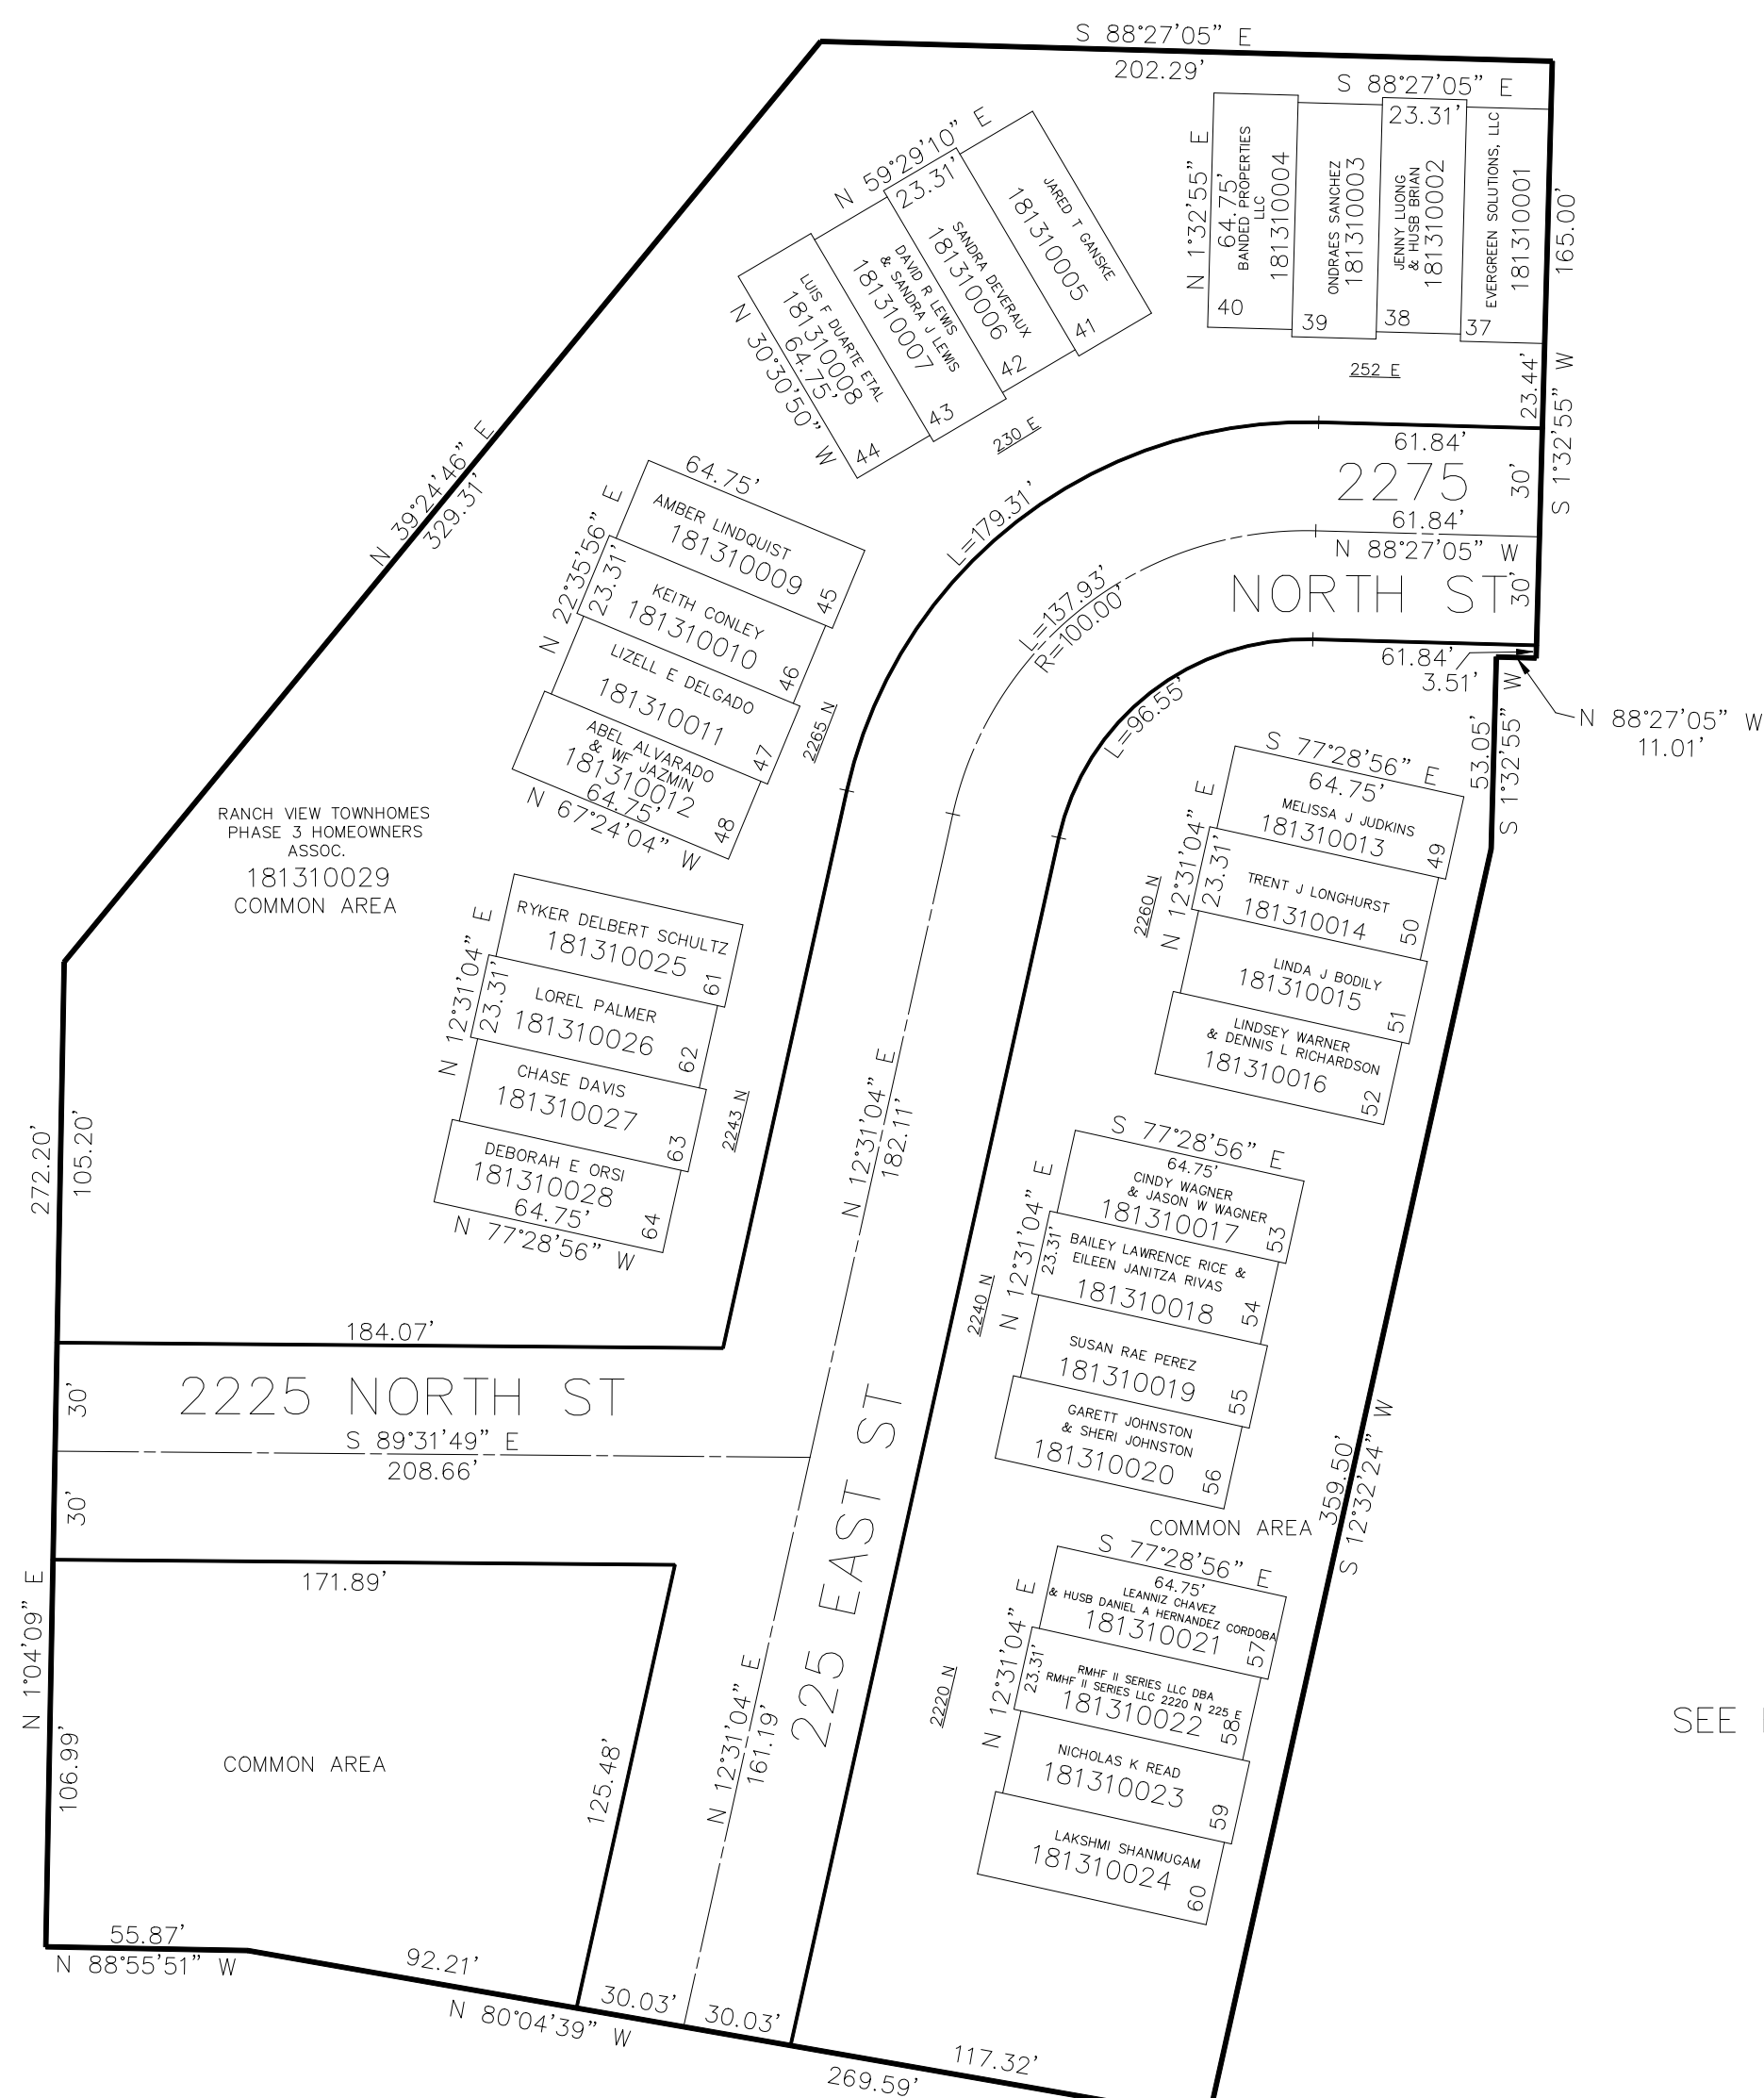 S 88°27'05" E
202.29'
S 88°27'05" E
23.31'
N 1°32'55" E
64.75'
BANDED PROPERTIES
LLC
181310004
40
ONDRAES SANCHEZ
181310003
39
JENNY LUONG
& HUSB BRIAN
181310002
38
EVERGREEN SOLUTIONS, LLC
181310001
37
165.00'
23.44'
S 1°32'55" W
252 E
N 59°29'10" E
23.31'
JARED T GANSKE
181310005
41
SANDRA DEVERAUX
181310006
42
DAVID R LEWIS
& SANDRA J LEWIS
181310007
43
LUIS F DUARTE ETAL
181310008
64.75'
44
N 30°30'50" W
230 E
N 39°24'46" E
329.31'
64.75'
N 22°35'56" E
23.31'
AMBER LINDQUIST
181310009
45
KEITH CONLEY
181310010
46
LIZELL E DELGADO
181310011
47
ABEL ALVARADO
& WF JAZMIN
181310012
64.75'
48
N 67°24'04" W
2265 N
L=179.31'
L=137.93'
R=100.00'
L=96.55'
61.84'
2275
30'
61.84'
N 88°27'05" W
NORTH ST
30'
61.84'
3.51'
N 88°27'05" W
11.01'
53.05'
S 1°32'55" W
RANCH VIEW TOWNHOMES
PHASE 3 HOMEOWNERS
ASSOC.
181310029
COMMON AREA
S 77°28'56" E
64.75'
MELISSA J JUDKINS
181310013
49
N 12°31'04" E
23.31'
TRENT J LONGHURST
181310014
50
LINDA J BODILY
181310015
51
LINDSEY WARNER
& DENNIS L RICHARDSON
181310016
52
2260 N
N 12°31'04" E
23.31'
RYKER DELBERT SCHULTZ
181310025
61
LOREL PALMER
181310026
62
CHASE DAVIS
181310027
63
DEBORAH E ORSI
181310028
64.75'
64
N 77°28'56" W
2243 N
N 12°31'04" E
182.11'
272.20'
105.20'
S 77°28'56" E
64.75'
CINDY WAGNER
& JASON W WAGNER
181310017
53
N 12°31'04" E
23.31'
BAILEY LAWRENCE RICE &
EILEEN JANITZA RIVAS
181310018
54
SUSAN RAE PEREZ
181310019
55
GARETT JOHNSTON
& SHERI JOHNSTON
181310020
56
2240 N
184.07'
30'
2225 NORTH ST
S 89°31'49" E
208.66'
30'
225 EAST ST
359.50'
S 12°32'24" W
COMMON AREA
171.89'
S 77°28'56" E
64.75'
LEANNIZ CHAVEZ
& HUSB DANIEL A HERNANDEZ CORDOBA
181310021
57
N 12°31'04" E
23.31'
RMHF II SERIES LLC DBA
RMHF II SERIES LLC 2220 N 225 E
181310022
58
NICHOLAS K READ
181310023
59
LAKSHMI SHANMUGAM
181310024
60
2220 N
SEE
N 1°04'09" E
106.99'
COMMON AREA
125.48'
N 12°31'04" E
161.19'
55.87'
N 88°55'51" W
92.21'
N 80°04'39" W
30.03'
30.03'
117.32'
269.59'